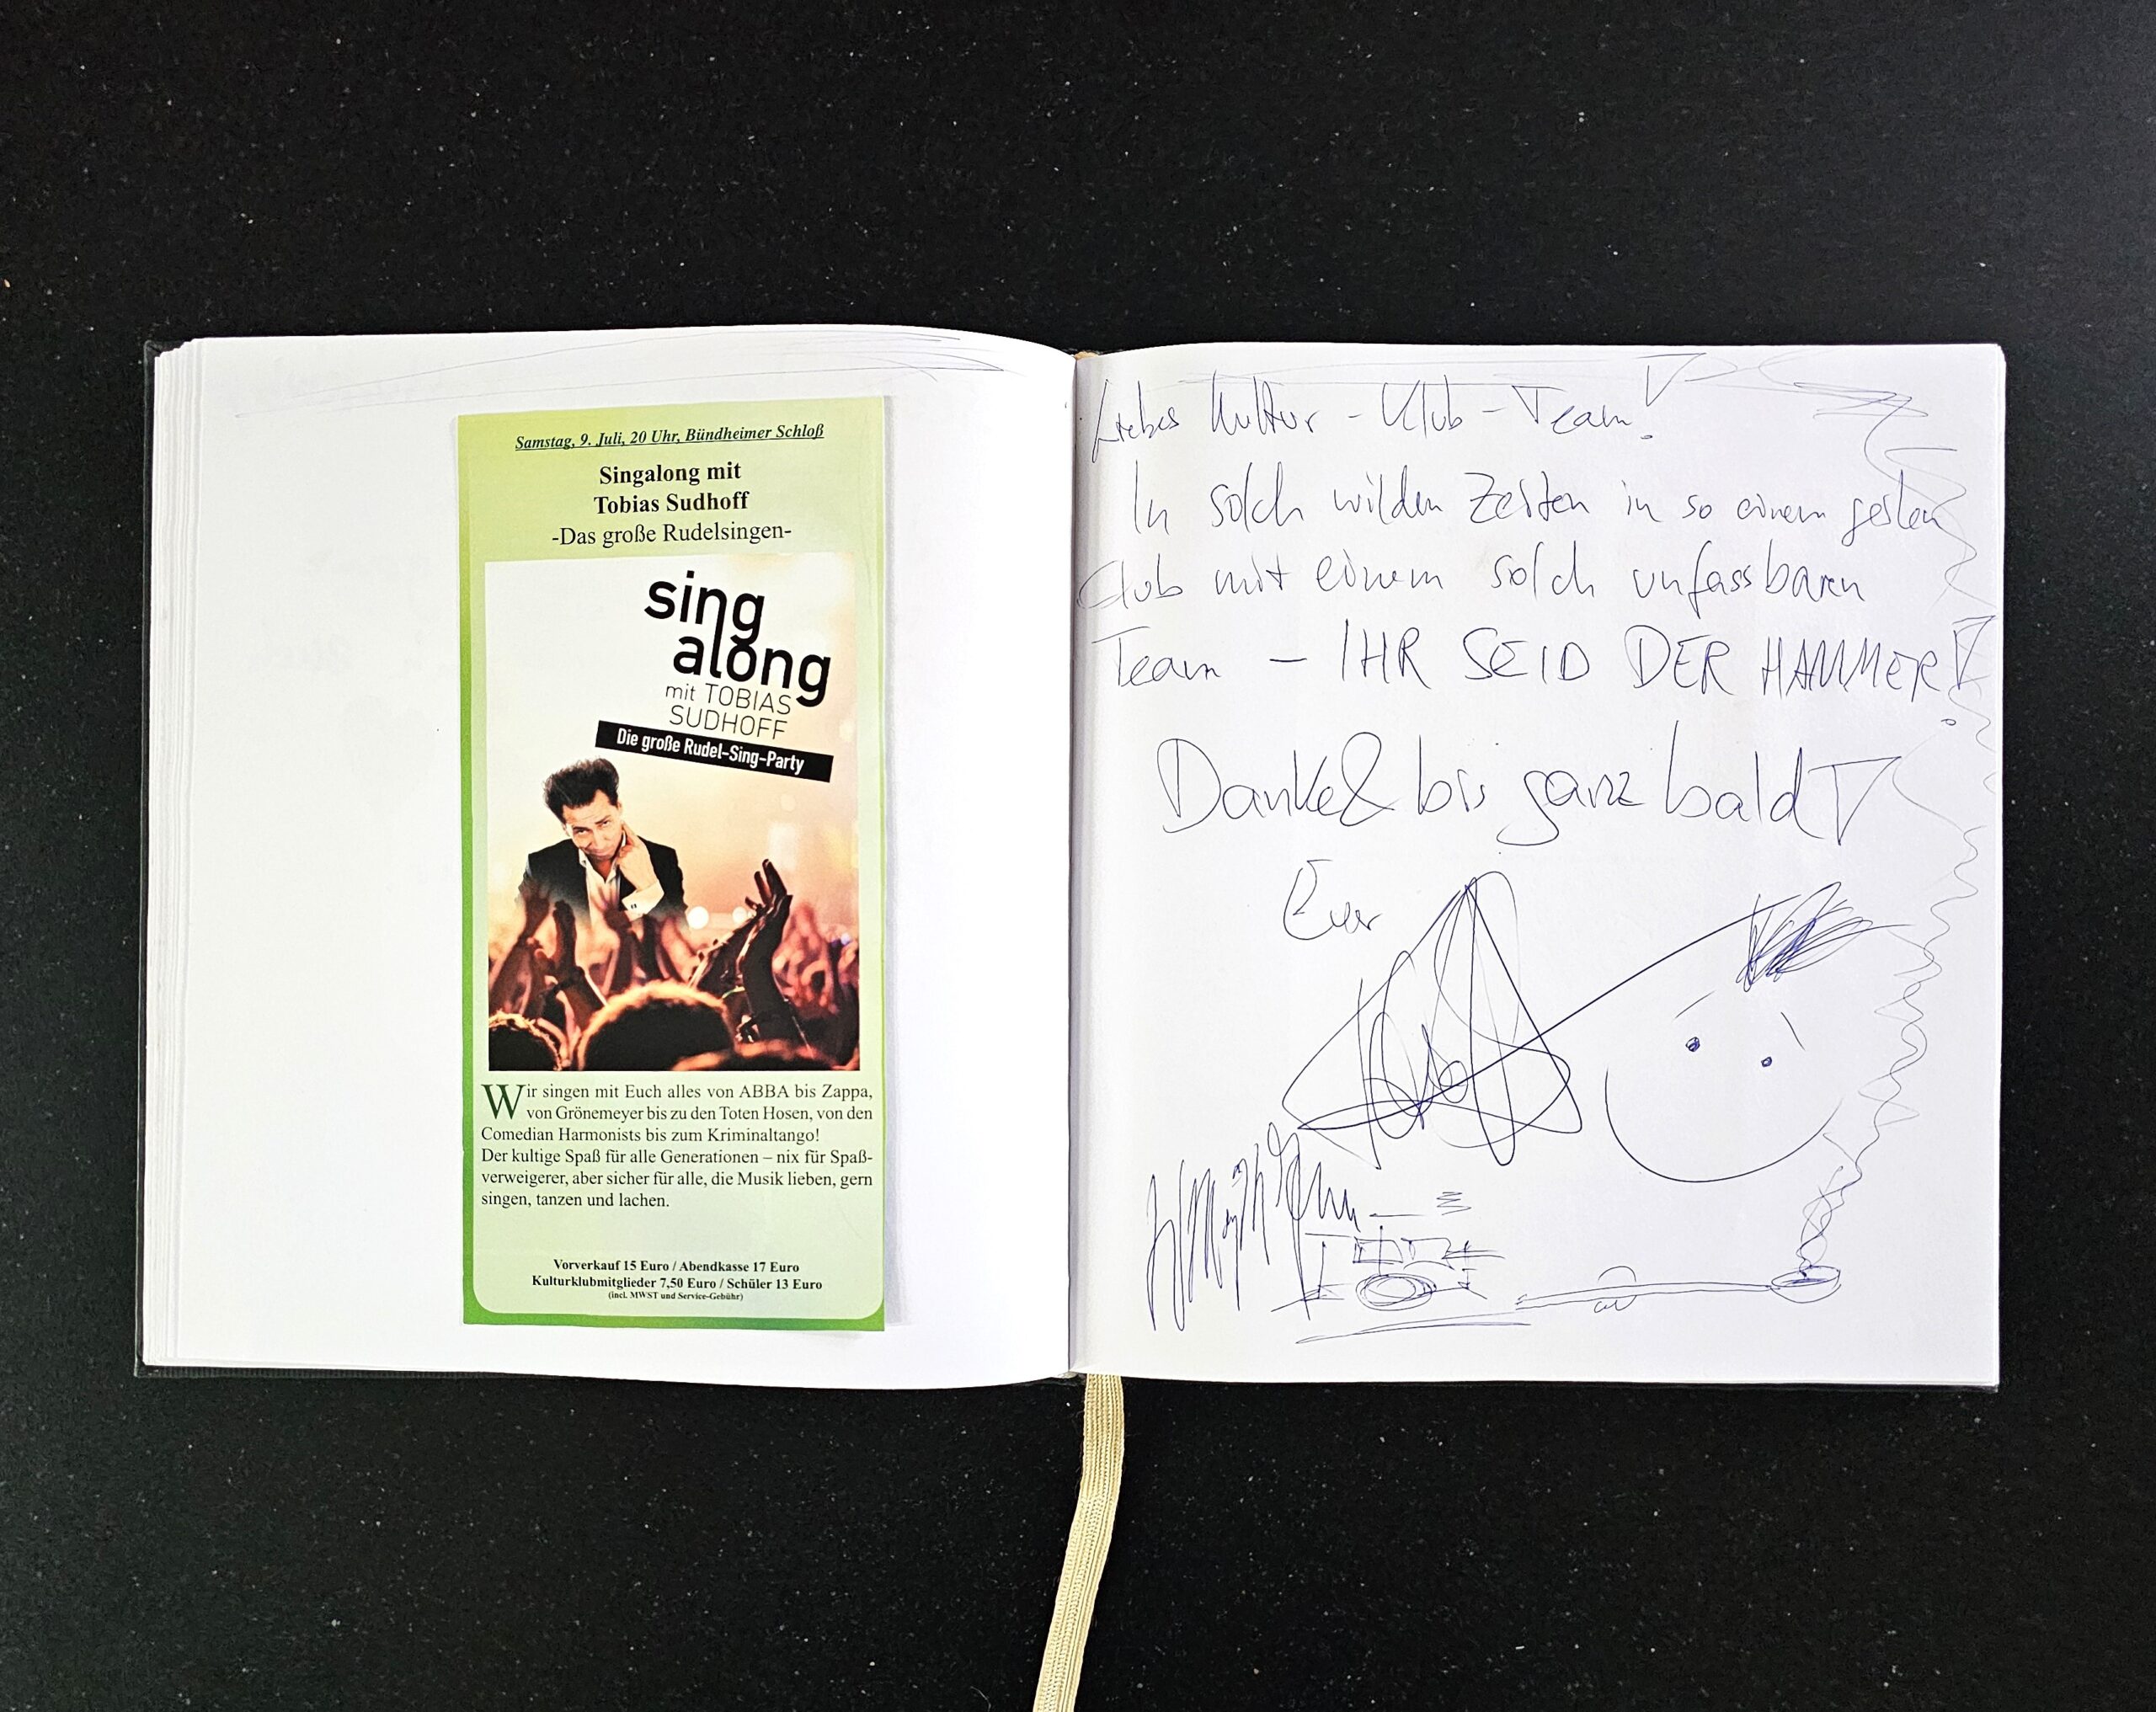 Samstag, 9. Juli, 20 Uhr, Bündheimer Schloß
Singalong mit
Tobias Sudhoff
-Das große Rudelsingen-
sing
along
mit TOBIAS
SUDHOFF
Die große Rudel-Sing-Party
Wir singen mit Euch alles von ABBA bis Zappa,
von Grönemeyer bis zu den Toten Hosen, von den
Comedian Harmonists bis zum Kriminaltango!
Der kultige Spaß für alle Generationen – nix für Spaß-
verweigerer, aber sicher für alle, die Musik lieben, gern
singen, tanzen und lachen.
Vorverkauf 15 Euro / Abendkasse 17 Euro
Kulturklubmitglieder 7,50 Euro / Schüler 13 Euro
(incl. MWST und Service-Gebühr)
Liebes Kultur-Klub-Team!
In solch wilden Zeiten in so einem geilen
Club mit einem solch unfassbaren
Team – IHR SEID DER HAMMER!
Danke & bis ganz bald!
Euer